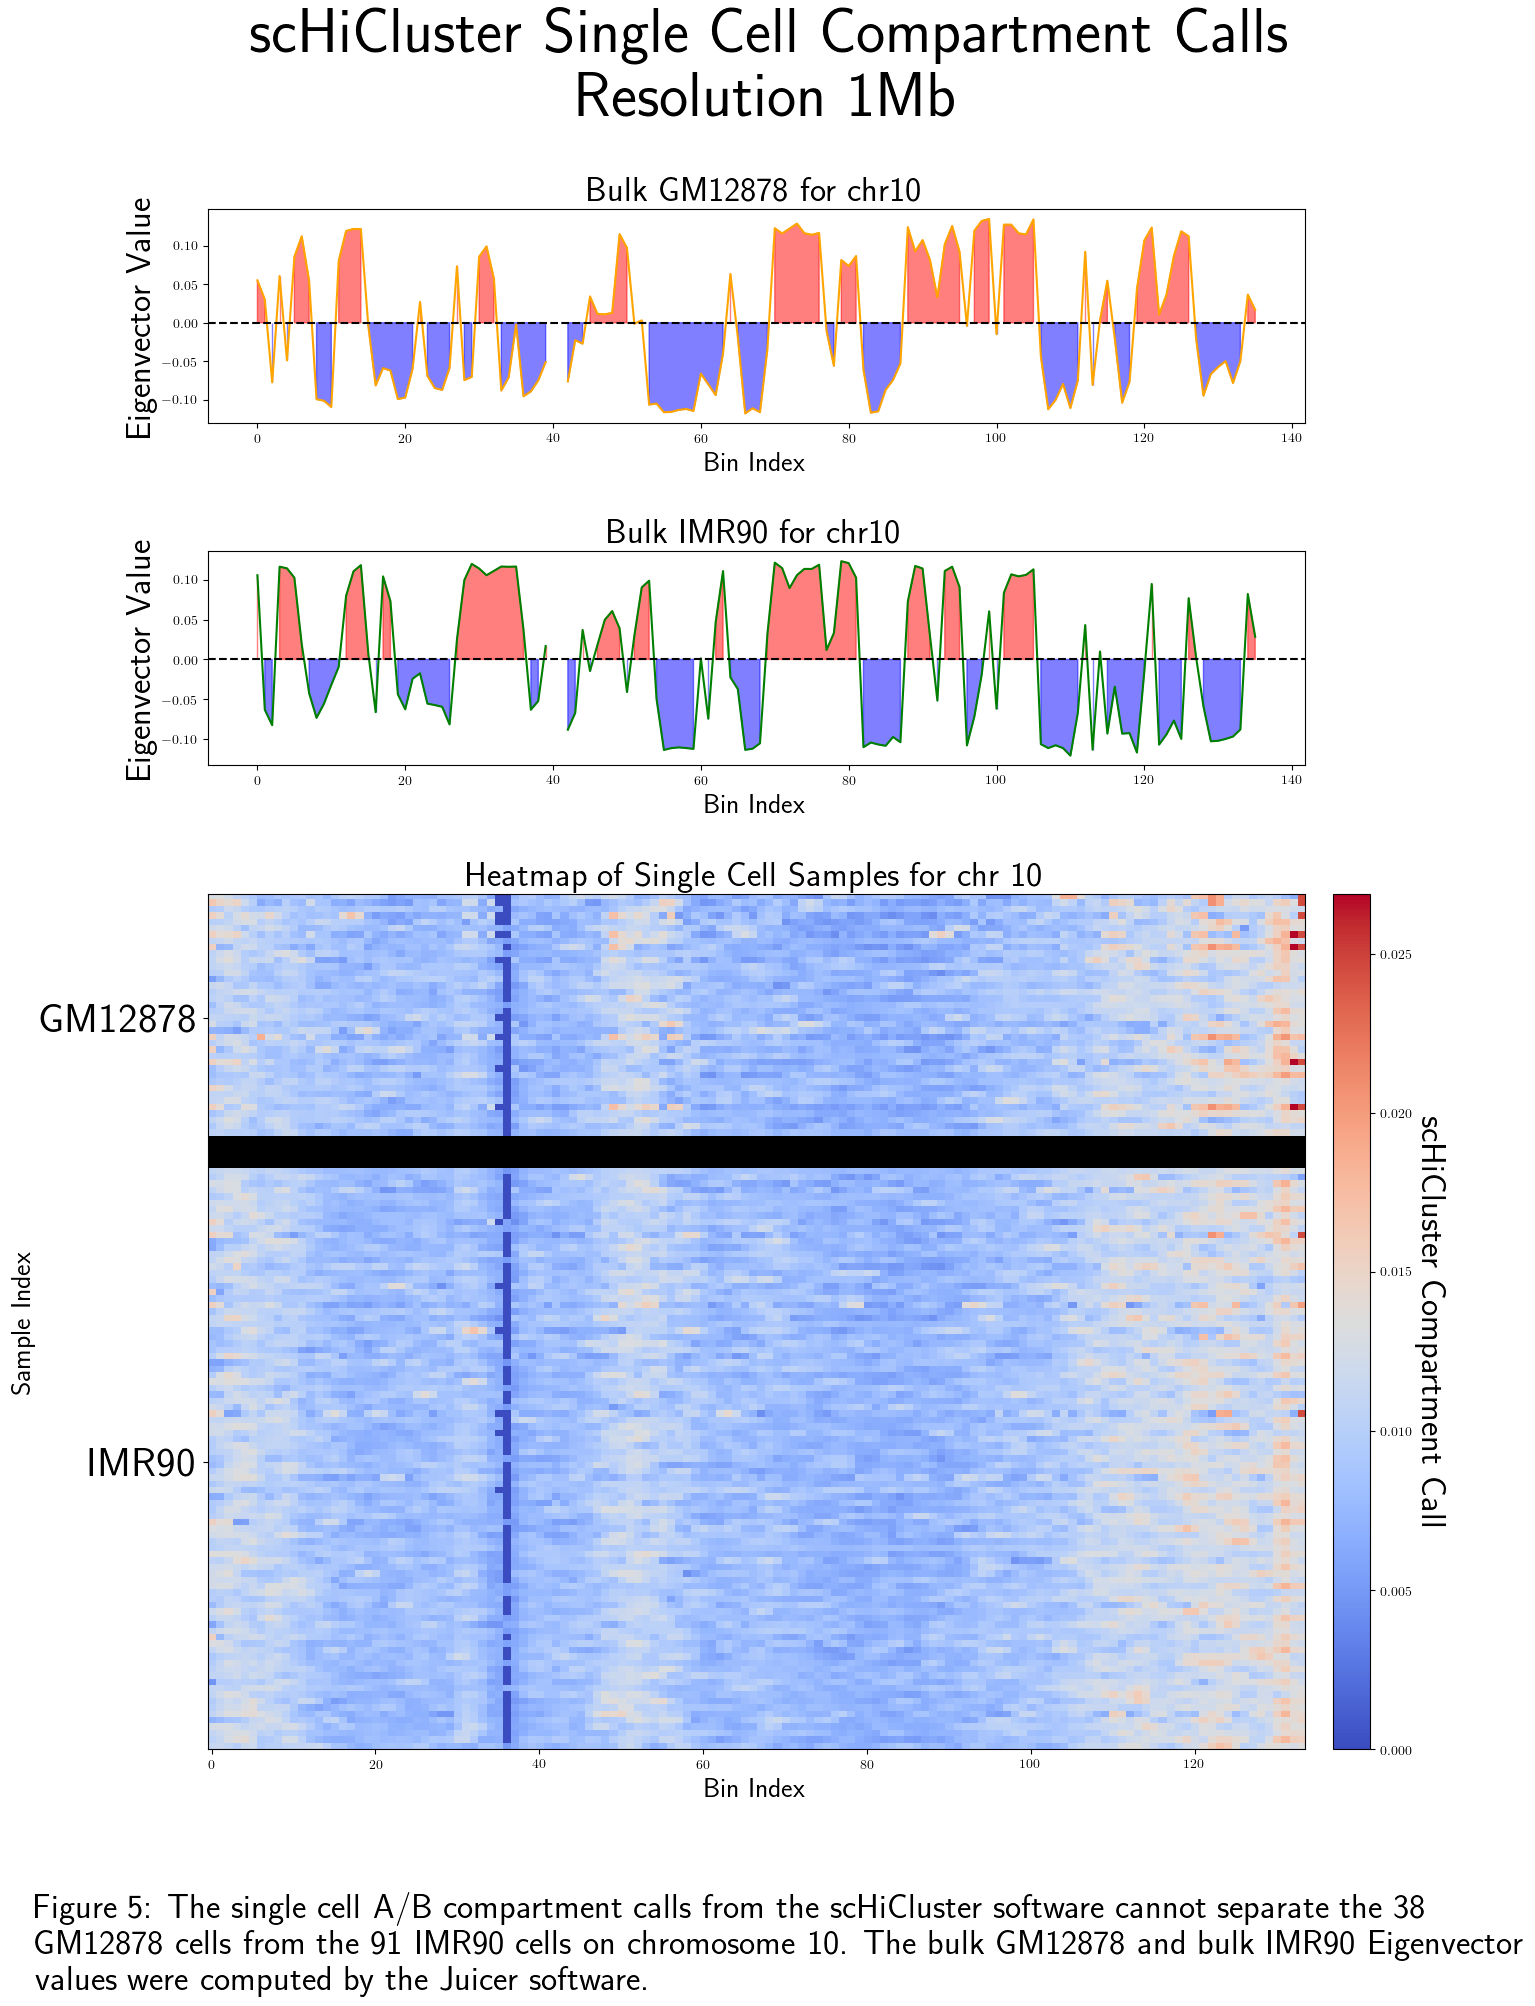 scHiCluster Single Cell Compartment Calls
Resolution 1Mb
Bulk GM12878 for chr10
Eigenvector Value
0.10
0.05
0.00
−0.05
−0.10
0 20 40 60 80 100 120 140
Bin Index
Bulk IMR90 for chr10
Eigenvector Value
0.10
0.05
0.00
−0.05
−0.10
0 20 40 60 80 100 120 140
Bin Index
Heatmap of Single Cell Samples for chr 10
Sample Index
GM12878
IMR90
0 20 40 60 80 100 120
Bin Index
0.025
0.020
0.015
0.010
0.005
0.000
scHiCluster Compartment Call
Figure 5: The single cell A/B compartment calls from the scHiCluster software cannot separate the 38
GM12878 cells from the 91 IMR90 cells on chromosome 10. The bulk GM12878 and bulk IMR90 Eigenvector
values were computed by the Juicer software.